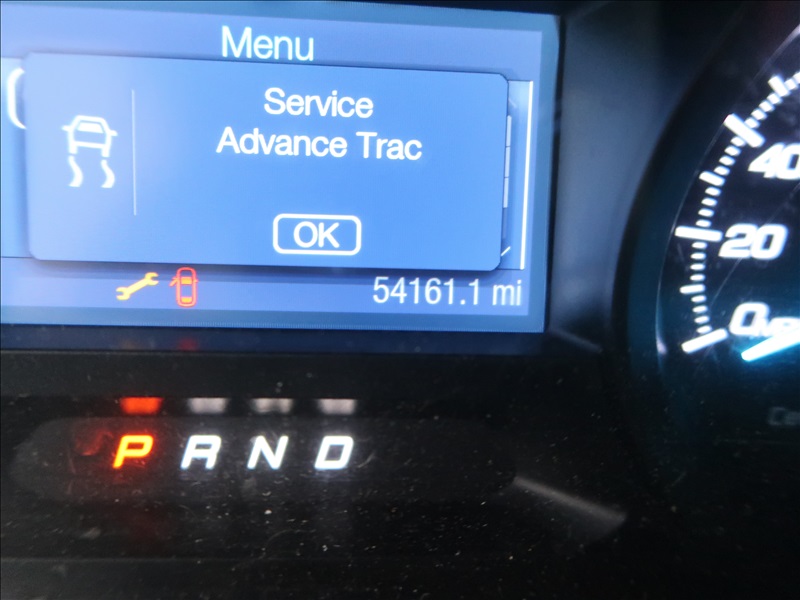 Menu
Service
Advance Trac
OK
54161.1 mi
40
20
0
P R N D